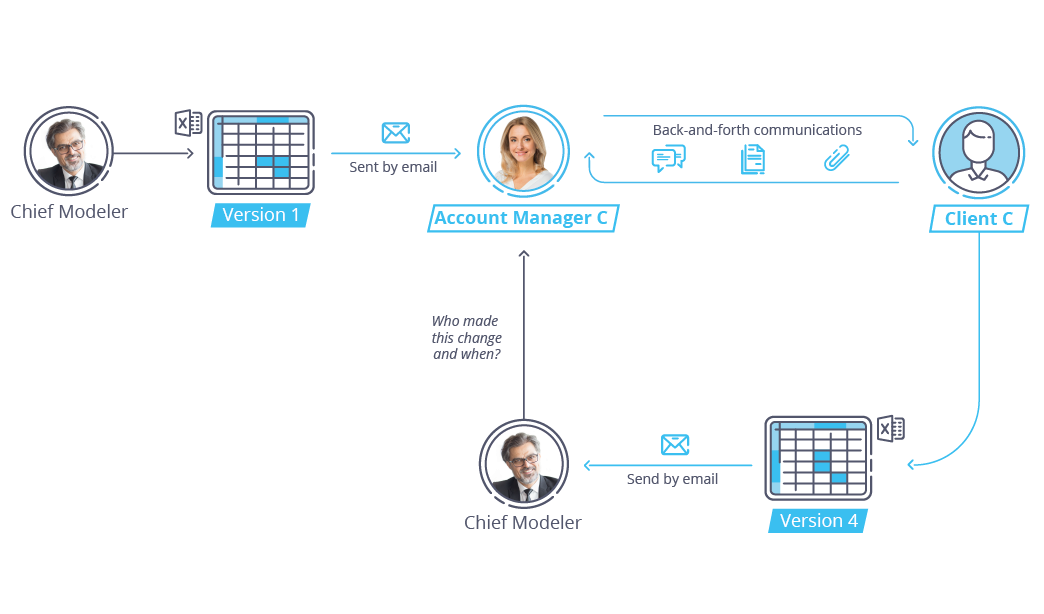 Back-and-forth communications
X
Sent by email
Chief Modeler
Version 1
Account Manager C
Client C
Who made
this change
and when?
X
Send by email
Chief Modeler
Version 4